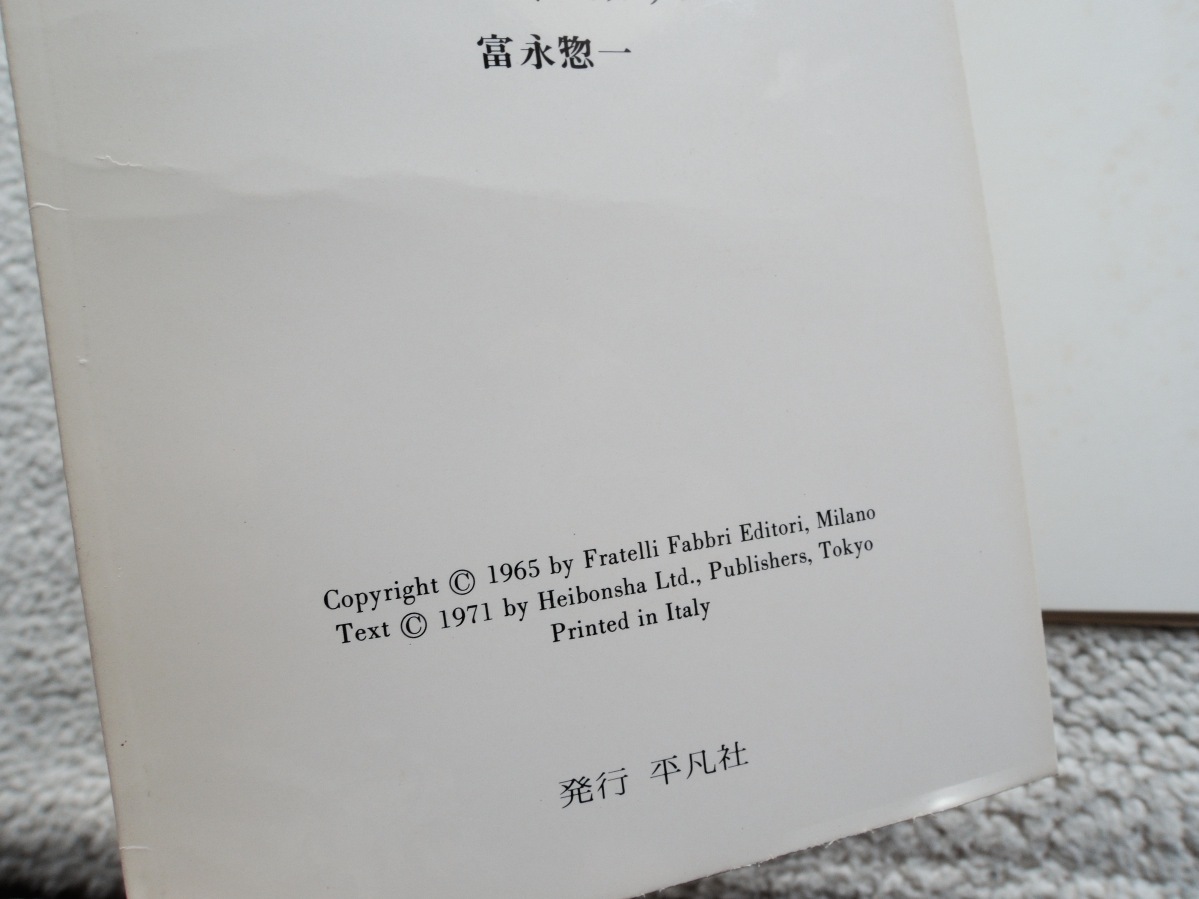 富永惣一
Copyright © 1965 by Fratelli Fabbri Editori, Milano
Text © 1971 by Heibonsha Ltd., Publishers, Tokyo
Printed in Italy
発行 平凡社